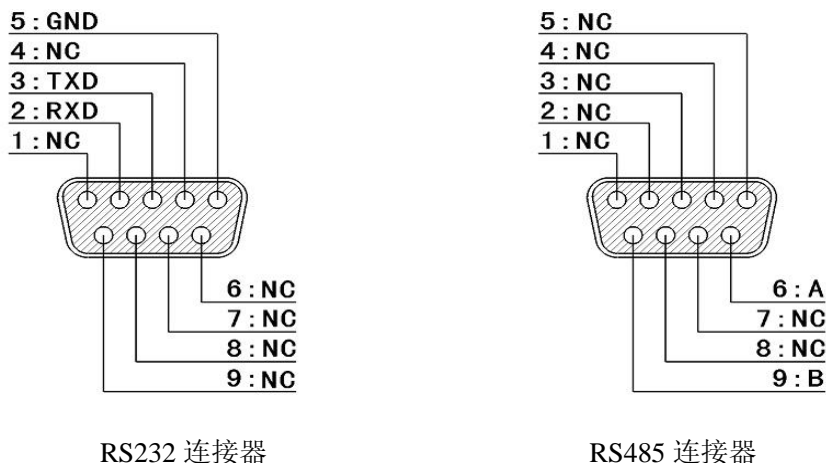 5:GND
4:NC
3:TXD
2:RXD
1:NC
6:NC
7:NC
8:NC
9:NC
RS232 连接器
5:NC
4:NC
3:NC
2:NC
1:NC
6:A
7:NC
8:NC
9:B
RS485 连接器